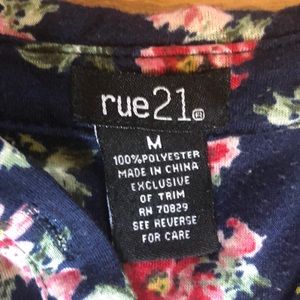 rue21®
M
100%POLYESTER
MADE IN CHINA
EXCLUSIVE
OF TRIM
RN 70829
SEE REVERSE
FOR CARE